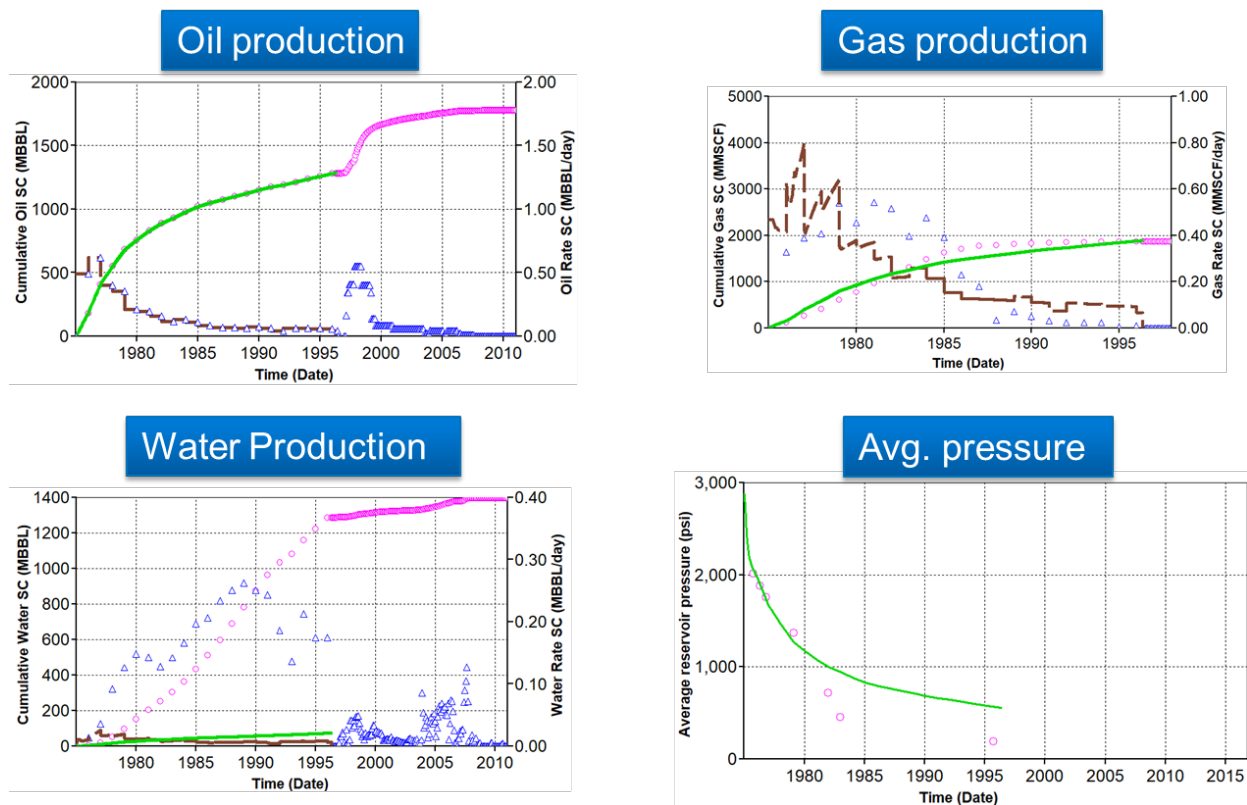 Oil production
Cumulative Oil SC (MBBL)
2000
1500
1000
500
0
2.00
1.50
1.00
0.50
0.00
Oil Rate SC (MBBL/day)
1980 1985 1990 1995 2000 2005 2010
Time (Date)
Gas production
Cumulative Gas SC (MMSCF)
5000
4000
3000
2000
1000
0
1.00
0.80
0.60
0.40
0.20
0.00
Gas Rate SC (MMSCF/day)
1980 1985 1990 1995
Time (Date)
Water Production
Cumulative Water SC (MBBL)
1400
1200
1000
800
600
400
200
0
0.40
0.30
0.20
0.10
0.00
Water Rate SC (MBBL/day)
1980 1985 1990 1995 2000 2005 2010
Time (Date)
Avg. pressure
Average reservoir pressure (psi)
3,000
2,000
1,000
0
1980 1985 1990 1995 2000 2005 2010 2015
Time (Date)